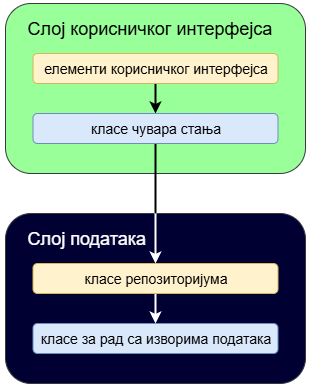 Слој корисничког интерфејса
елементи корисничког интерфејса
класе чувара стања
Слој података
класе репозиторијума
класе за рад са изворима података